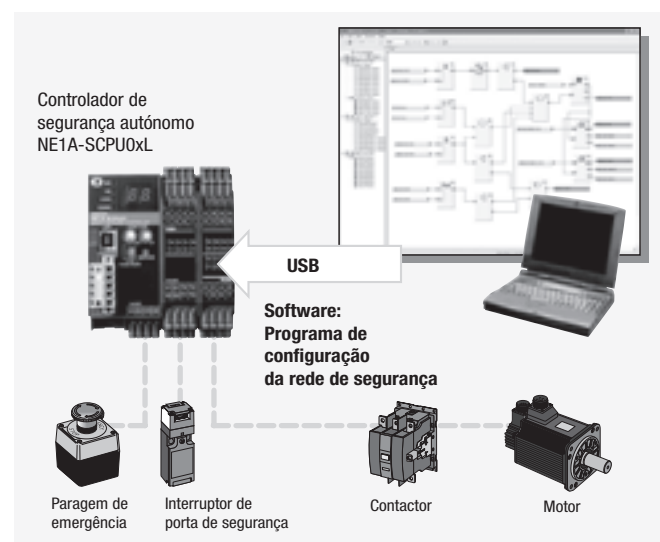 Controlador de
segurança autónomo
NE1A-SCPU0xL
USB
Software:
Programa de
configuração
da rede de segurança
Paragem de
emergência
Interruptor de
porta de segurança
Contactor
Motor